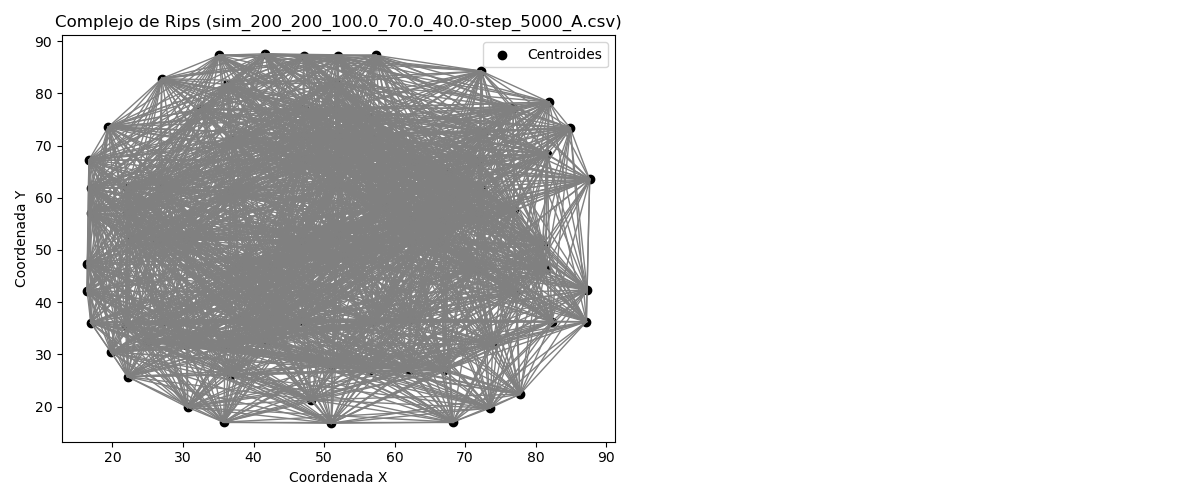 Complejo de Rips (sim_200_200_100.0_70.0_40.0-step_5000_A.csv)
Centroides
90
80
70
60
50
40
30
20
Coordenada Y
20 30 40 50 60 70 80 90
Coordenada X